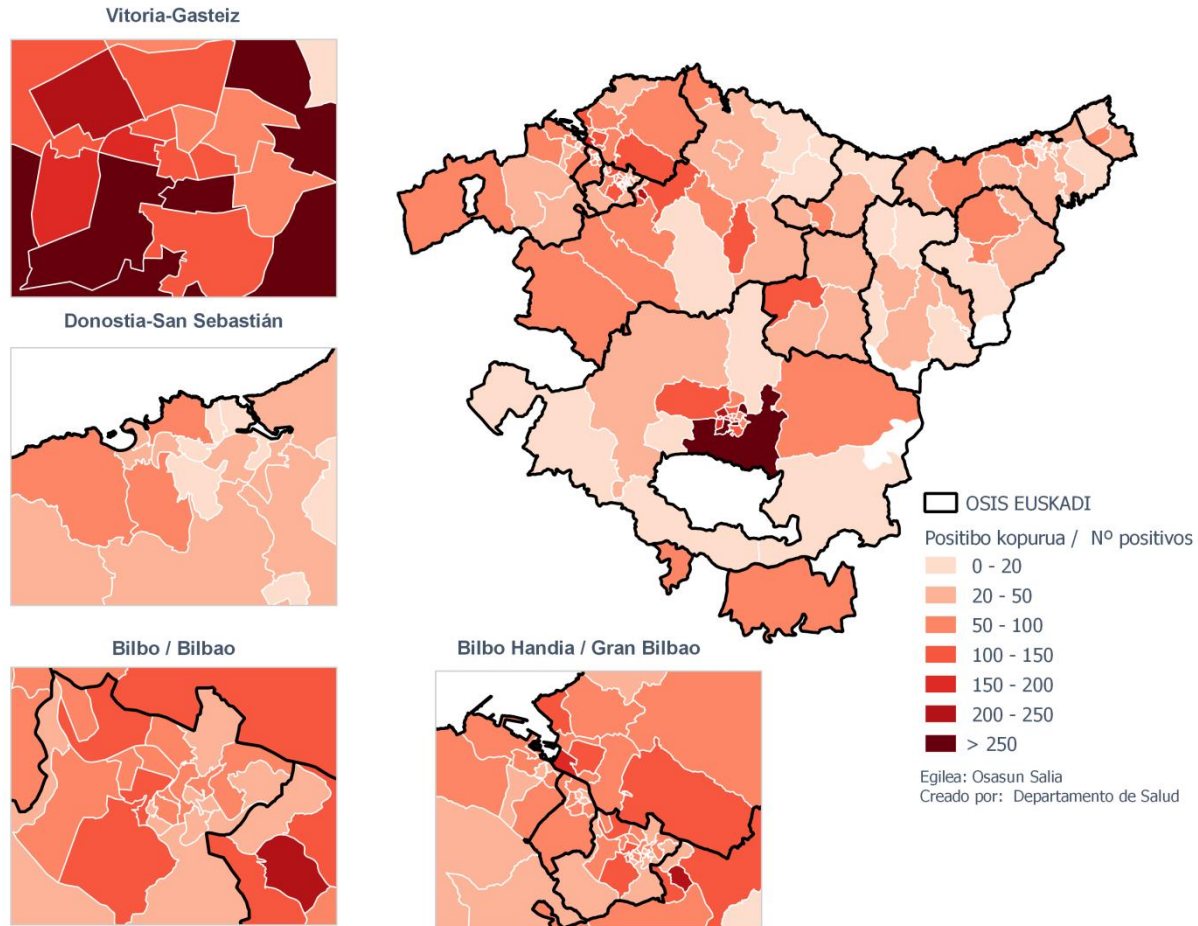 Vitoria-Gasteiz
Donostia-San Sebastián
Bilbo / Bilbao
Bilbo Handia / Gran Bilbao
OSIS EUSKADI
Positibo kopurua / Nº positivos
0 - 20
20 - 50
50 - 100
100 - 150
150 - 200
200 - 250
> 250
Egilea: Osasun Salia
Creado por: Departamento de Salud